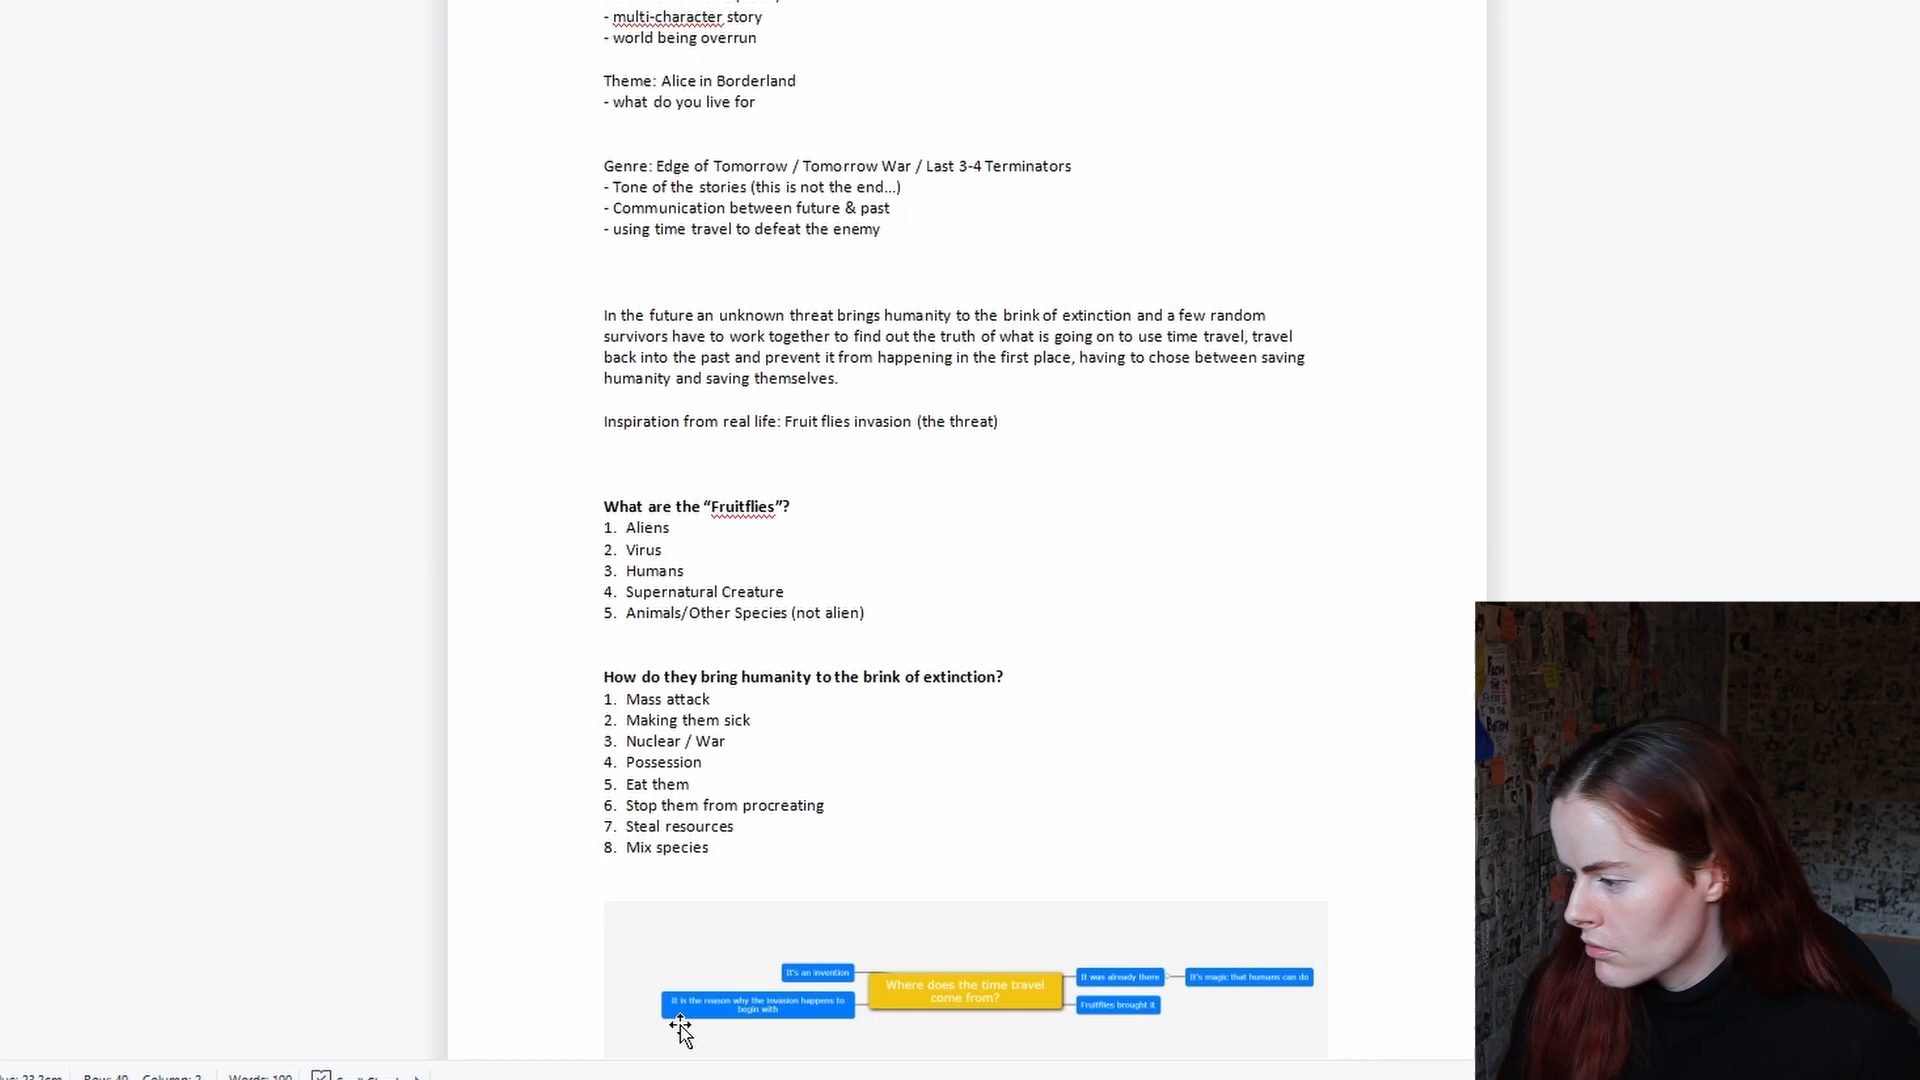 - multi-character story
- world being overrun
Theme: Alice in Borderland
- what do you live for
Genre: Edge of Tomorrow / Tomorrow War / Last 3-4 Terminators
- Tone of the stories (this is not the end...)
- Communication between future & past
- using time travel to defeat the enemy
In the future an unknown threat brings humanity to the brink of extinction and a few random
survivors have to work together to find out the truth of what is going on to use time travel, travel
back into the past and prevent it from happening in the first place, having to chose between saving
humanity and saving themselves.
Inspiration from real life: Fruit flies invasion (the threat)
What are the “Fruitflies”?
1. Aliens
2. Virus
3. Humans
4. Supernatural Creature
5. Animals/Other Species (not alien)
How do they bring humanity to the brink of extinction?
1. Mass attack
2. Making them sick
3. Nuclear / War
4. Possession
5. Eat them
6. Stop them from procreating
7. Steal resources
8. Mix species
It's an invention
It is the reason why the invasion happens to
begin with
Where does the time travel
come from?
It was already there
It's magic that humans can do
Fruitflies brought it
FROM
THE
TO THE